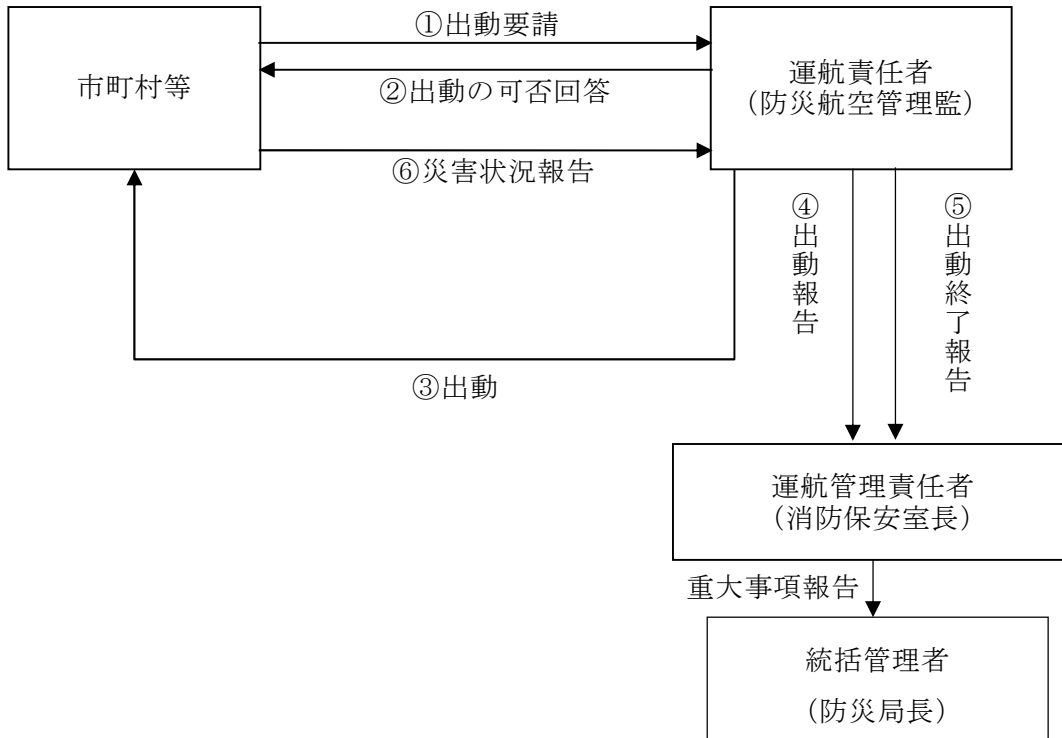 ①出動要請
市町村等
運航責任者
（防災航空管理監）
②出動の可否回答
⑥災害状況報告
④出動報告
⑤出動終了報告
③出動
運航管理責任者
（消防保安室長）
重大事項報告
統括管理者
（防災局長）